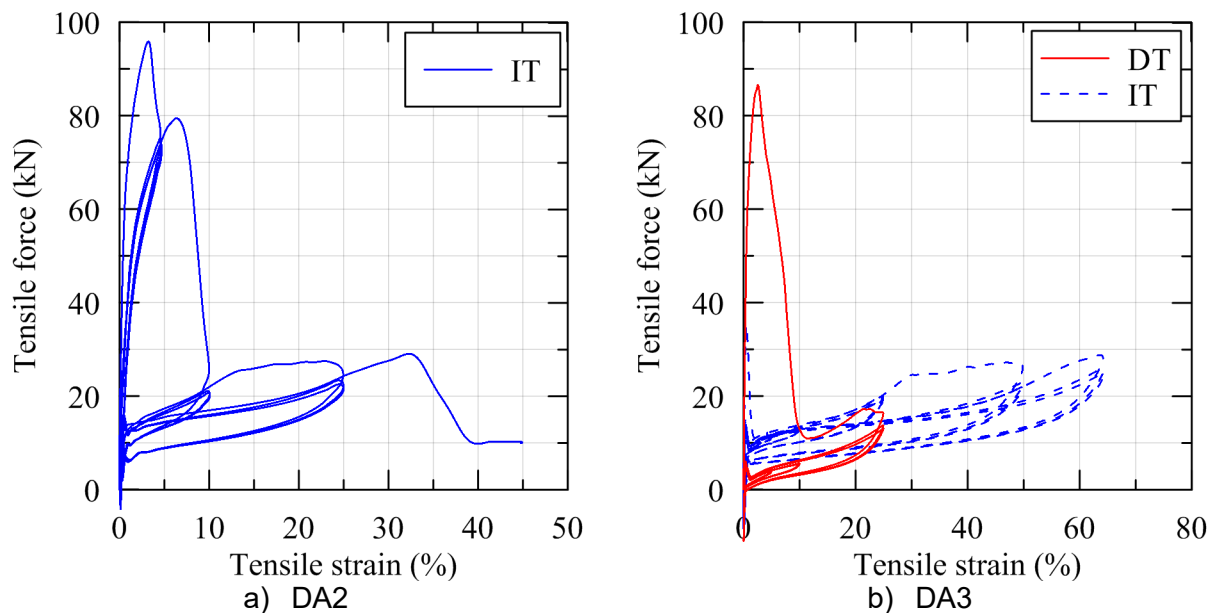 100
80
60
40
20
0
Tensile force (kN)
IT
0 10 20 30 40 50
Tensile strain (%)
a) DA2
100
80
60
40
20
0
Tensile force (kN)
DT
IT
0 20 40 60 80
Tensile strain (%)
b) DA3